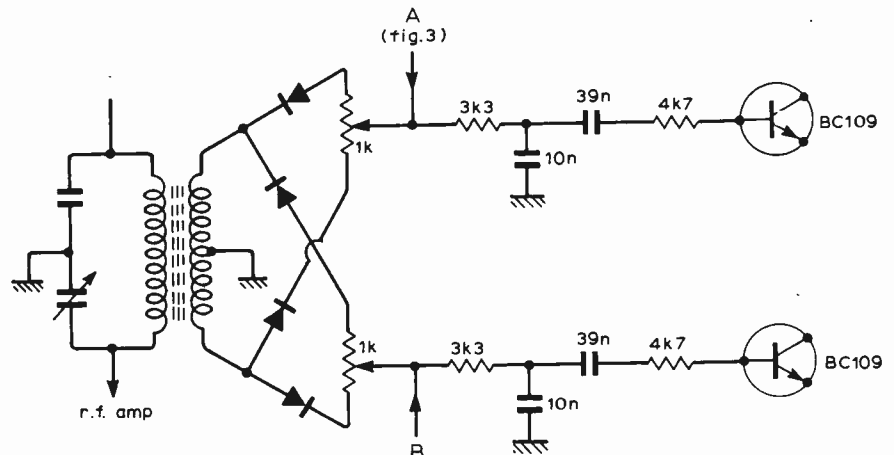 A
(fig.3)
3k3
39n
4k7
BC109
1k
10n
1k
3k3
39n
4k7
BC109
10n
r.f. amp
B